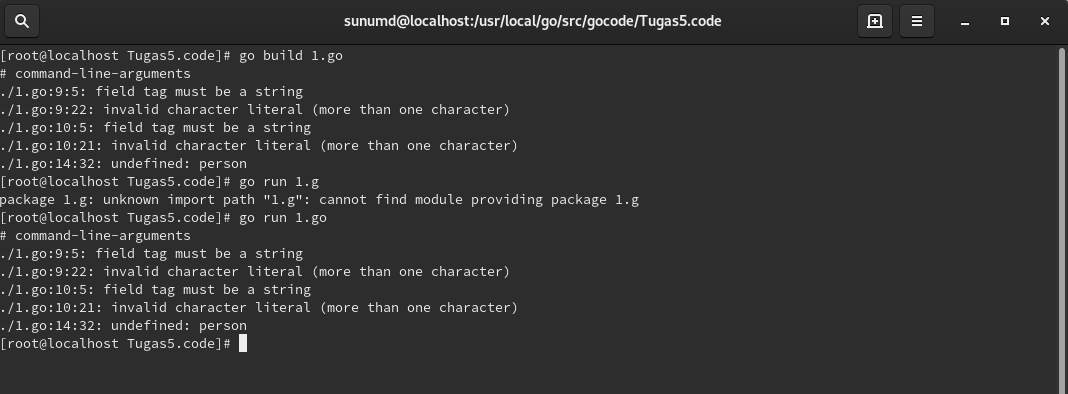 sunumd@localhost:/usr/local/go/src/gocode/Tugas5.code
[root@localhost Tugas5.code]# go build 1.go
# command-line-arguments
./1.go:9:5: field tag must be a string
./1.go:9:22: invalid character literal (more than one character)
./1.go:10:5: field tag must be a string
./1.go:10:21: invalid character literal (more than one character)
./1.go:14:32: undefined: person
[root@localhost Tugas5.code]# go run 1.g
package 1.g: unknown import path "1.g": cannot find module providing package 1.g
[root@localhost Tugas5.code]# go run 1.go
# command-line-arguments
./1.go:9:5: field tag must be a string
./1.go:9:22: invalid character literal (more than one character)
./1.go:10:5: field tag must be a string
./1.go:10:21: invalid character literal (more than one character)
./1.go:14:32: undefined: person
[root@localhost Tugas5.code]#